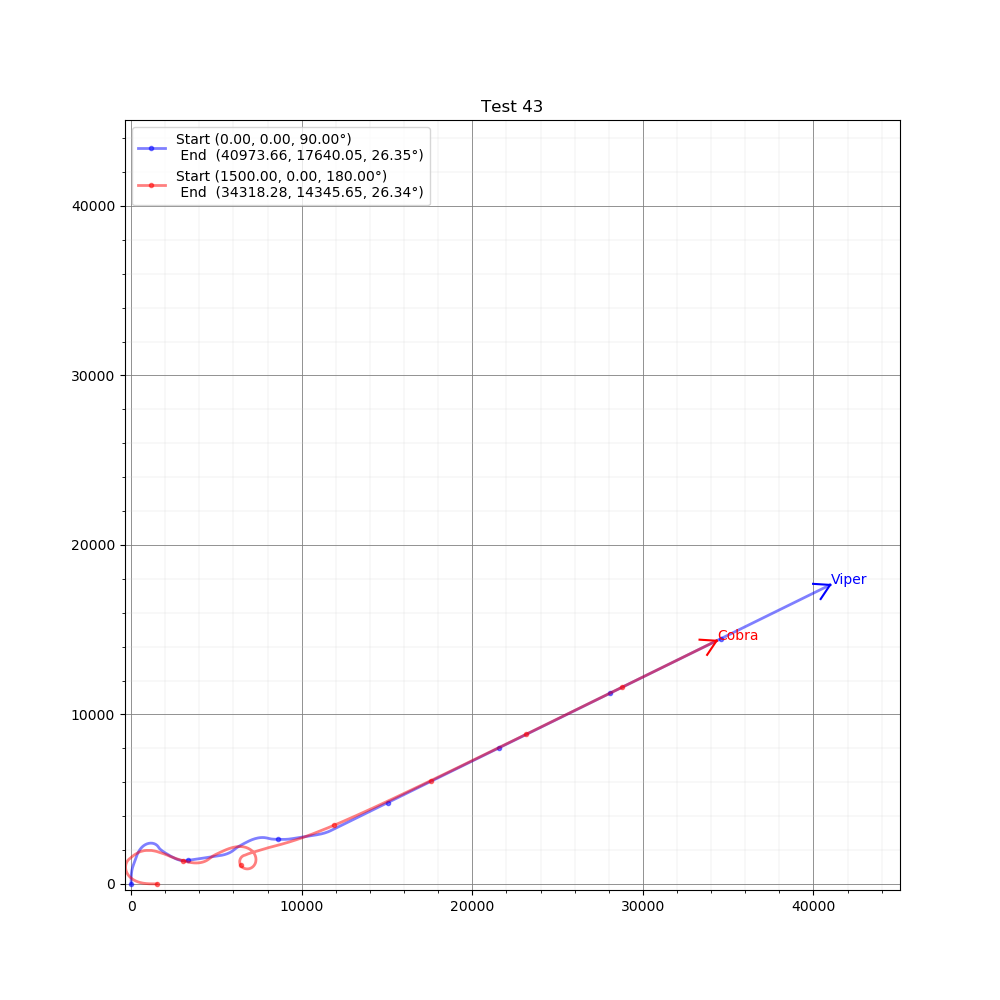 Test 43
Start (0.00, 0.00, 90.00°)
End (40973.66, 17640.05, 26.35°)
Start (1500.00, 0.00, 180.00°)
End (34318.28, 14345.65, 26.34°)
40000
30000
20000
Viper
Cobra
10000
0
0 10000 20000 30000 40000